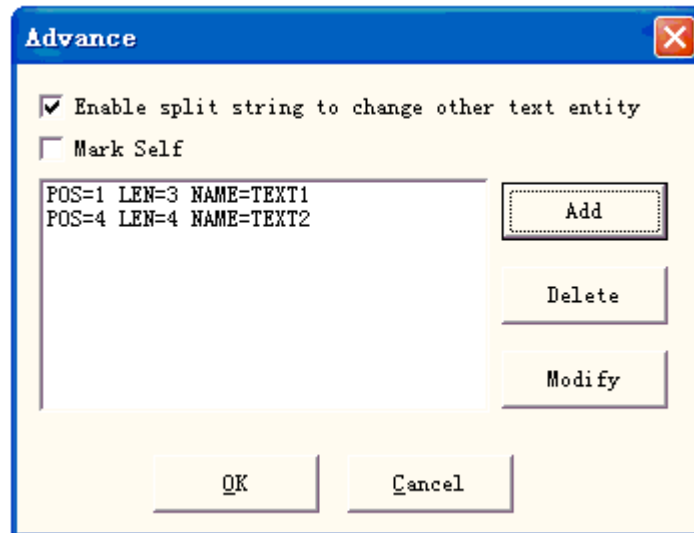 Advance
Enable split string to change other text entity
Mark Self
POS=1 LEN=3 NAME=TEXT1
POS=4 LEN=4 NAME=TEXT2
Add
Delete
Modify
OK
Cancel